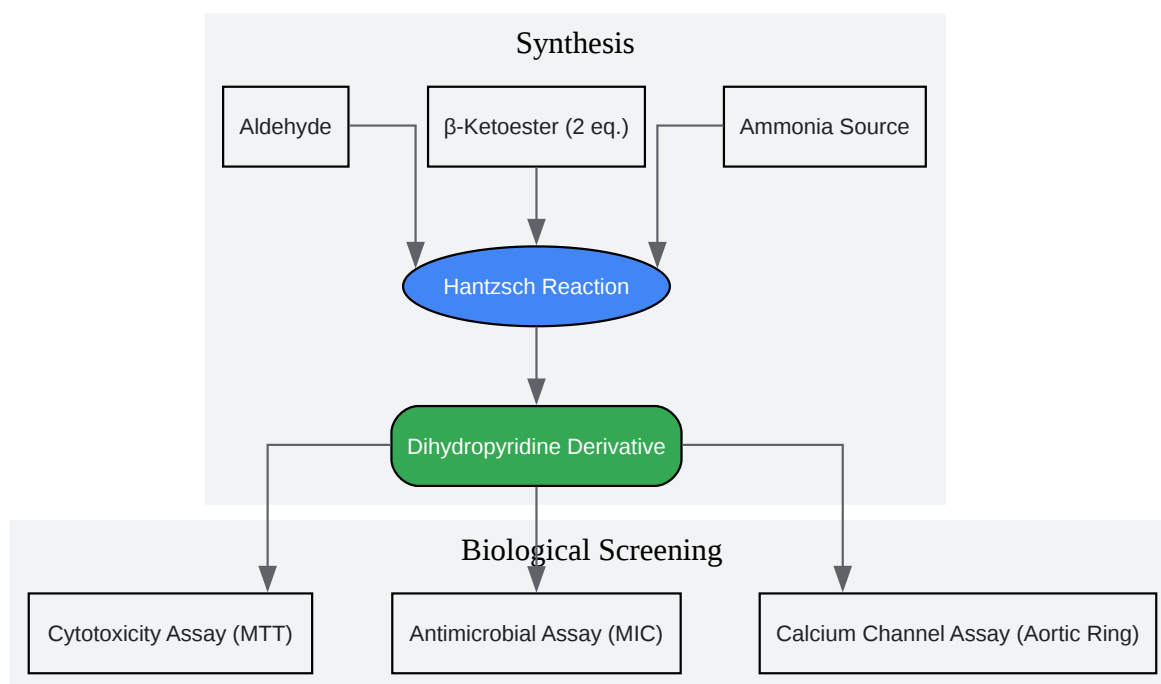 Synthesis
Aldehyde
β-Ketoester (2 eq.)
Ammonia Source
Hantzsch Reaction
Dihydropyridine Derivative
Biological Screening
Cytotoxicity Assay (MTT)
Antimicrobial Assay (MIC)
Calcium Channel Assay (Aortic Ring)